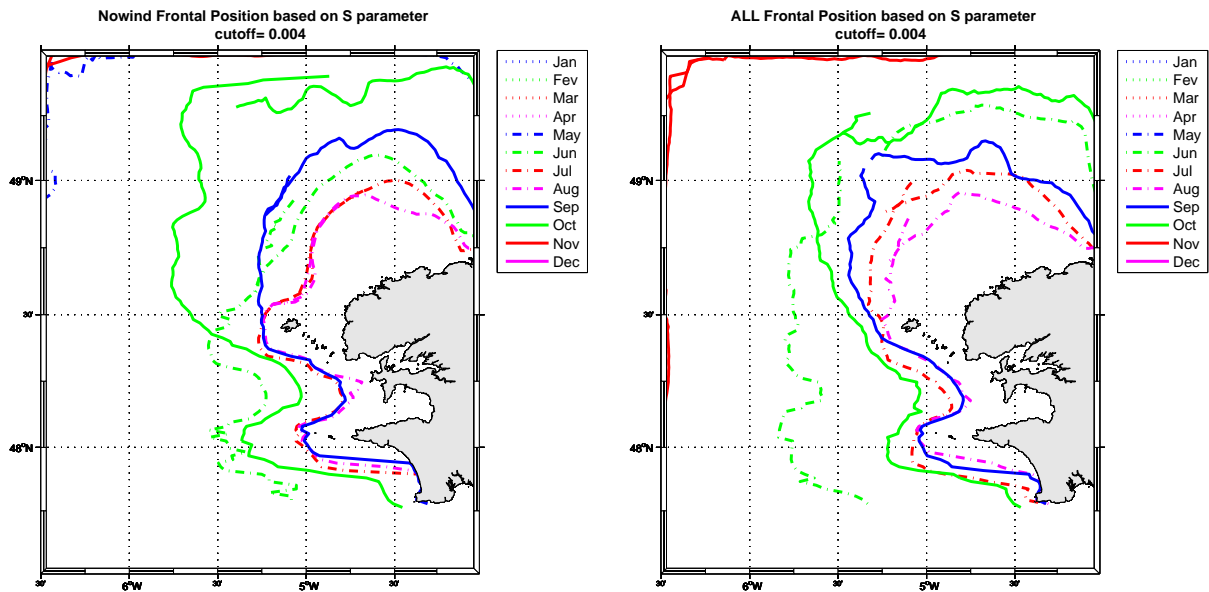 Nowind Frontal Position based on S parameter
cutoff= 0.004
49°N
30'
48°N
30'
6°W
30'
5°W
30'
Jan
Fev
Mar
Apr
May
Jun
Jul
Aug
Sep
Oct
Nov
Dec
ALL Frontal Position based on S parameter
cutoff= 0.004
49°N
30'
48°N
30'
6°W
30'
5°W
30'
Jan
Fev
Mar
Apr
May
Jun
Jul
Aug
Sep
Oct
Nov
Dec